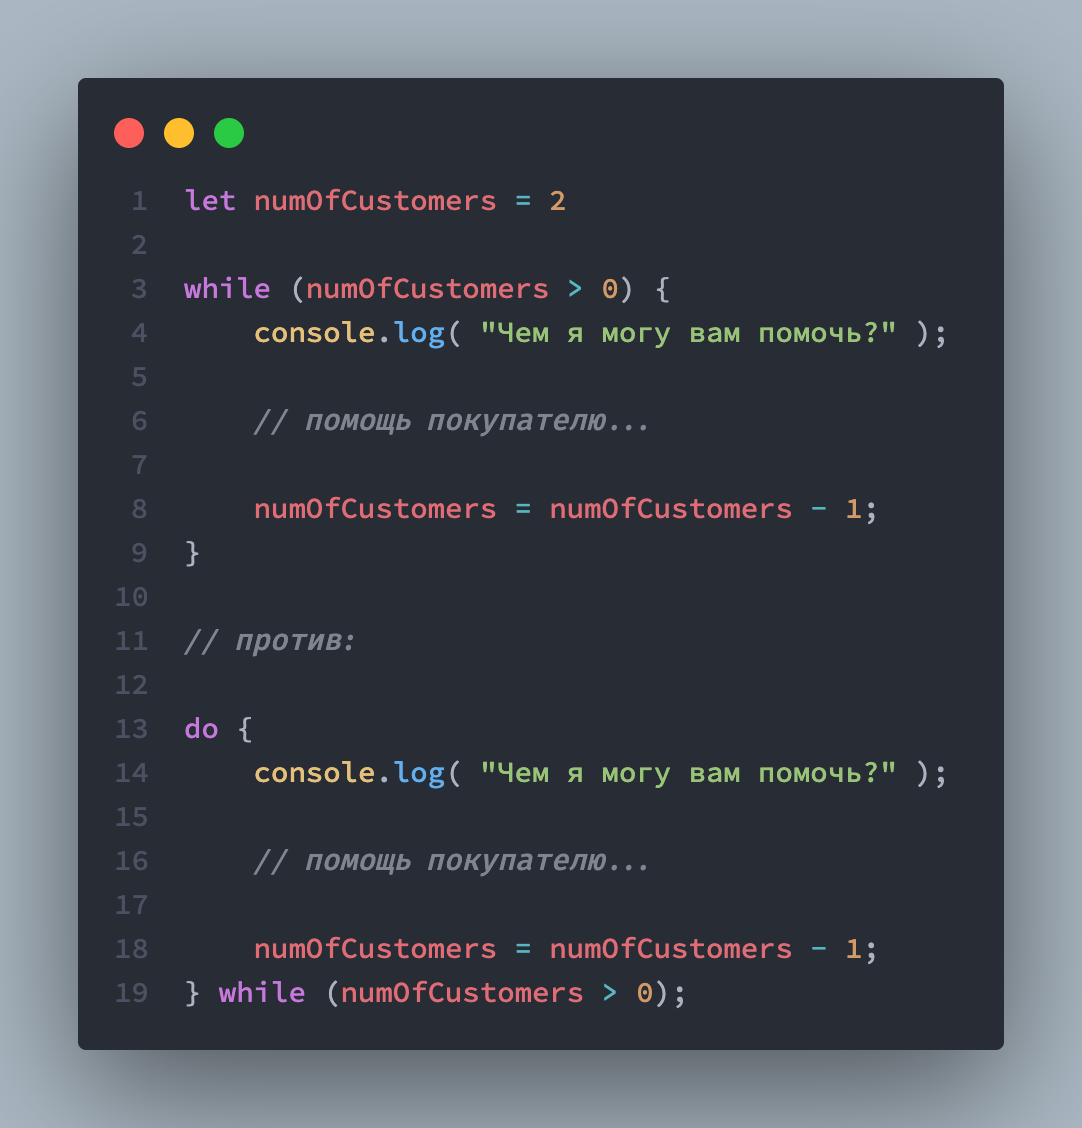 1 let numOfCustomers = 2
2
3 while (numOfCustomers > 0) {
4     console.log( "Чем я могу вам помочь?" );
5
6     // помощь покупателю...
7
8     numOfCustomers = numOfCustomers - 1;
9 }
10
11 // против:
12
13 do {
14     console.log( "Чем я могу вам помочь?" );
15
16     // помощь покупателю...
17
18     numOfCustomers = numOfCustomers - 1;
19 } while (numOfCustomers > 0);